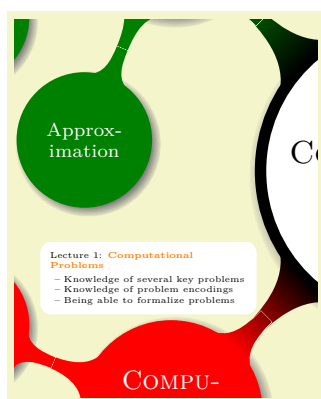 Approx-
imation
Co
Lecture 1: Computational
Problems
– Knowledge of several key problems
– Knowledge of problem encodings
– Being able to formalize problems
Compu-